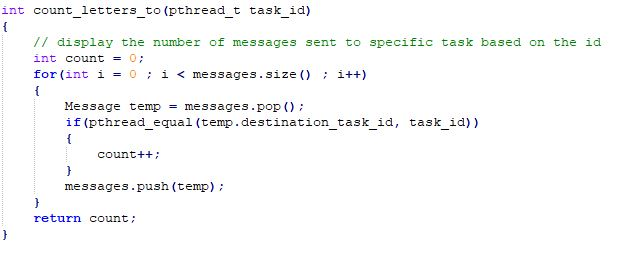 int count_letters_to(pthread_t task_id)
{
    // display the number of messages sent to specific task based on the id
    int count = 0;
    for(int i = 0 ; i < messages.size() ; i++)
    {
        Message temp = messages.pop();
        if(pthread_equal(temp.destination_task_id, task_id))
        {
            count++;
        }
        messages.push(temp);
    }
    return count;
}